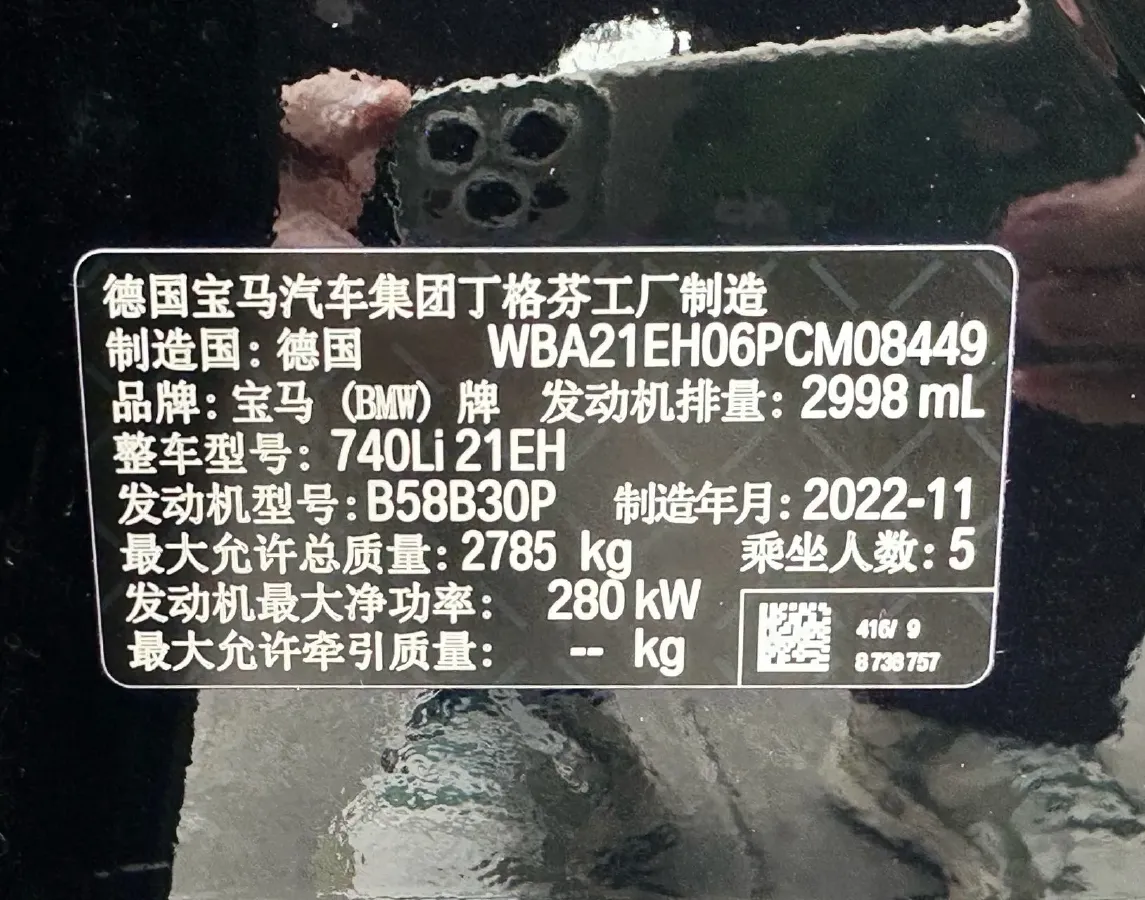 德国宝马汽车集团丁格芬工厂制造
制造国：德国 WBA21EH06PCM08449
品牌：宝马（BMW）牌 发动机排量：2998 mL
整车型号：740Li 21EH
发动机型号：B58B30P 制造年月：2022-11
最大允许总质量：2785 kg 乘坐人数：5
发动机最大净功率： 280 kW
最大允许牵引质量： -- kg
416/ 9
8 738 757